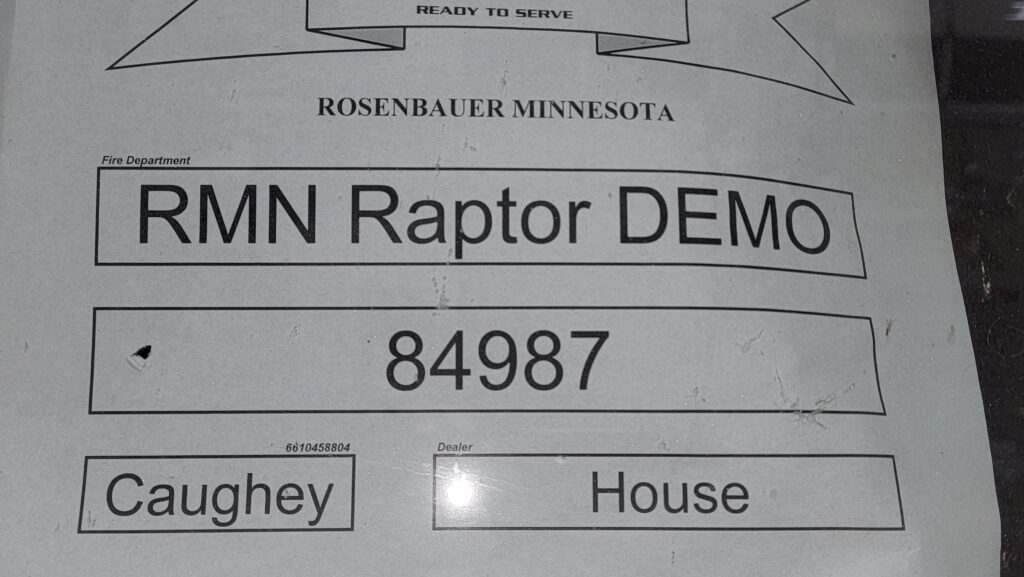 READY TO SERVE
ROSENBAUER MINNESOTA
Fire Department
RMN Raptor DEMO
84987
6610458804
Caughey
Dealer
House